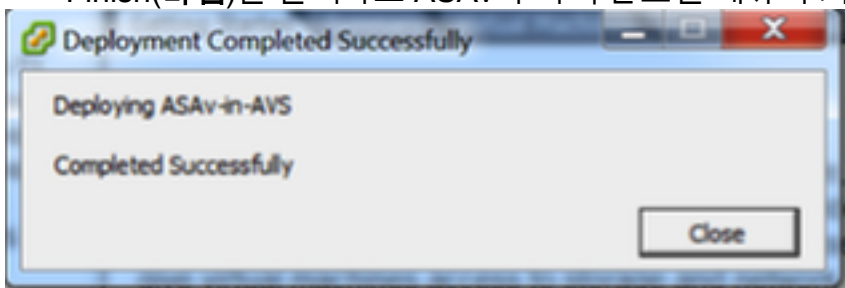 Deployment Completed Successfully
Deploying ASAv-in-AVS
Completed Successfully
Close